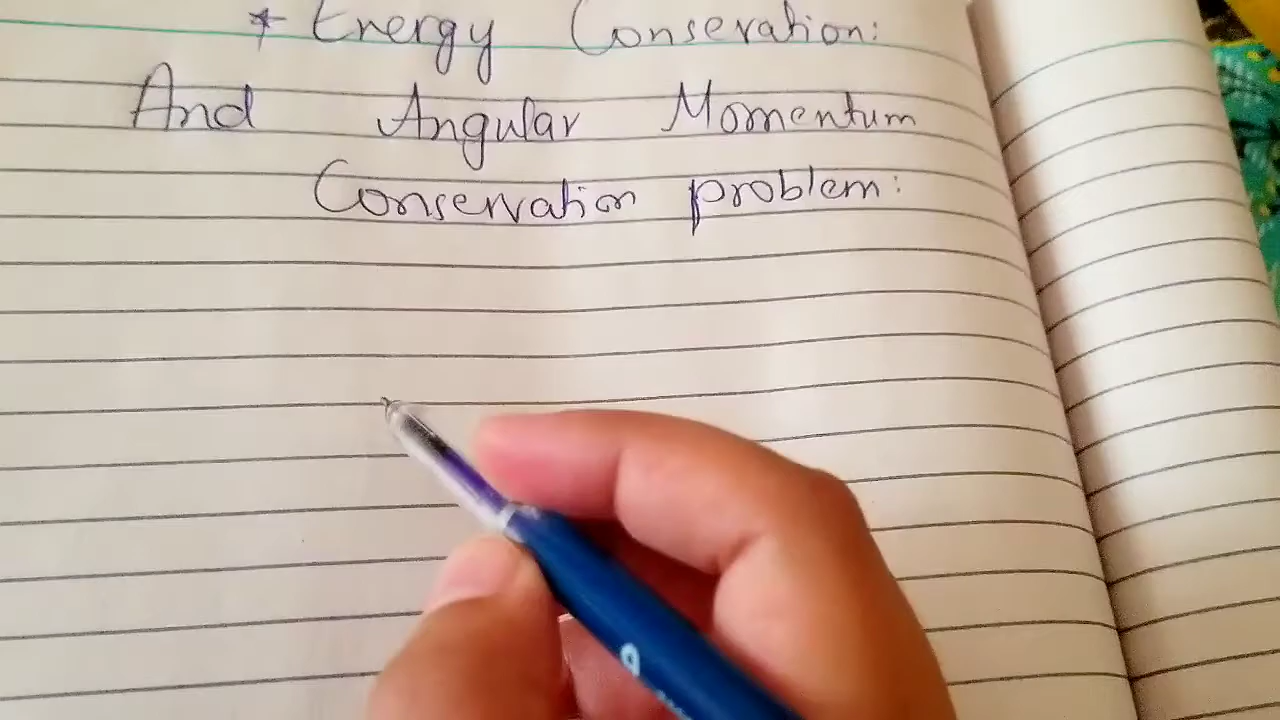 * Energy Conservation:
And Angular Momentum
Conservation problem: